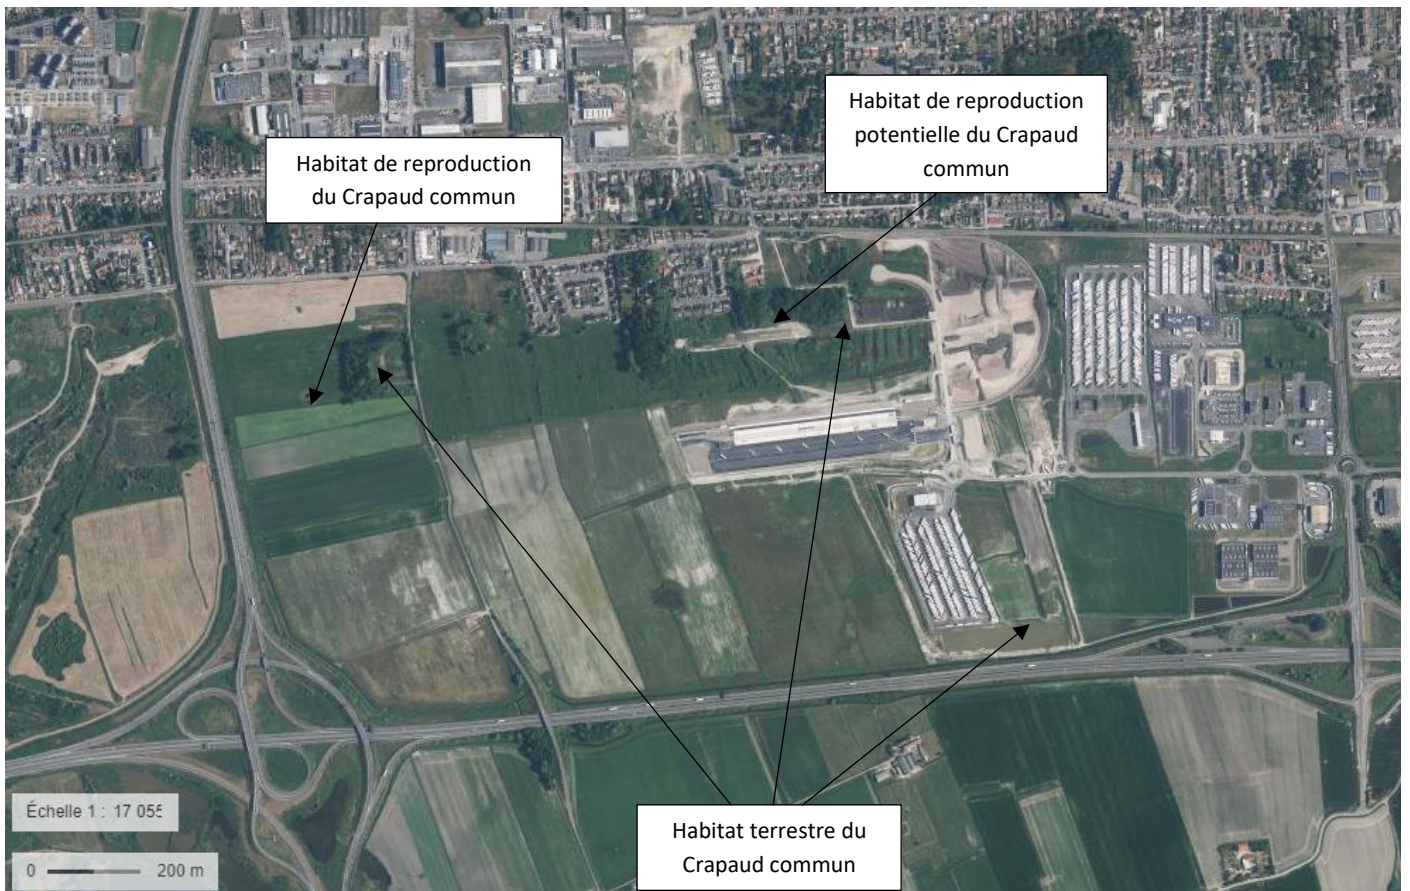 Habitat de reproduction
potentielle du Crapaud
commun
Habitat de reproduction
du Crapaud commun
Échelle 1 : 17 055
0 200 m
Habitat terrestre du
Crapaud commun